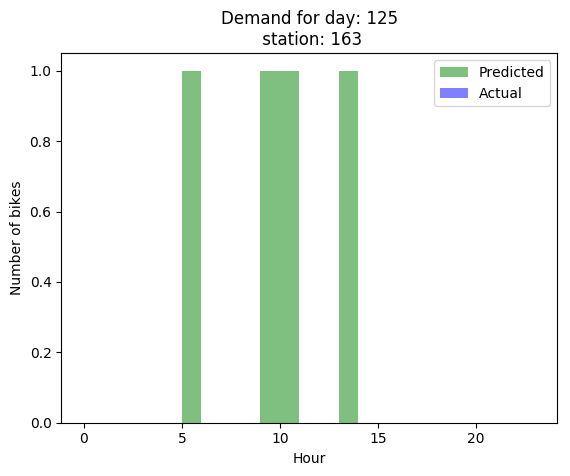 Demand for day: 125
station: 163
Predicted
Actual
Number of bikes
1.0
0.8
0.6
0.4
0.2
0.0
0
5
10
15
20
Hour